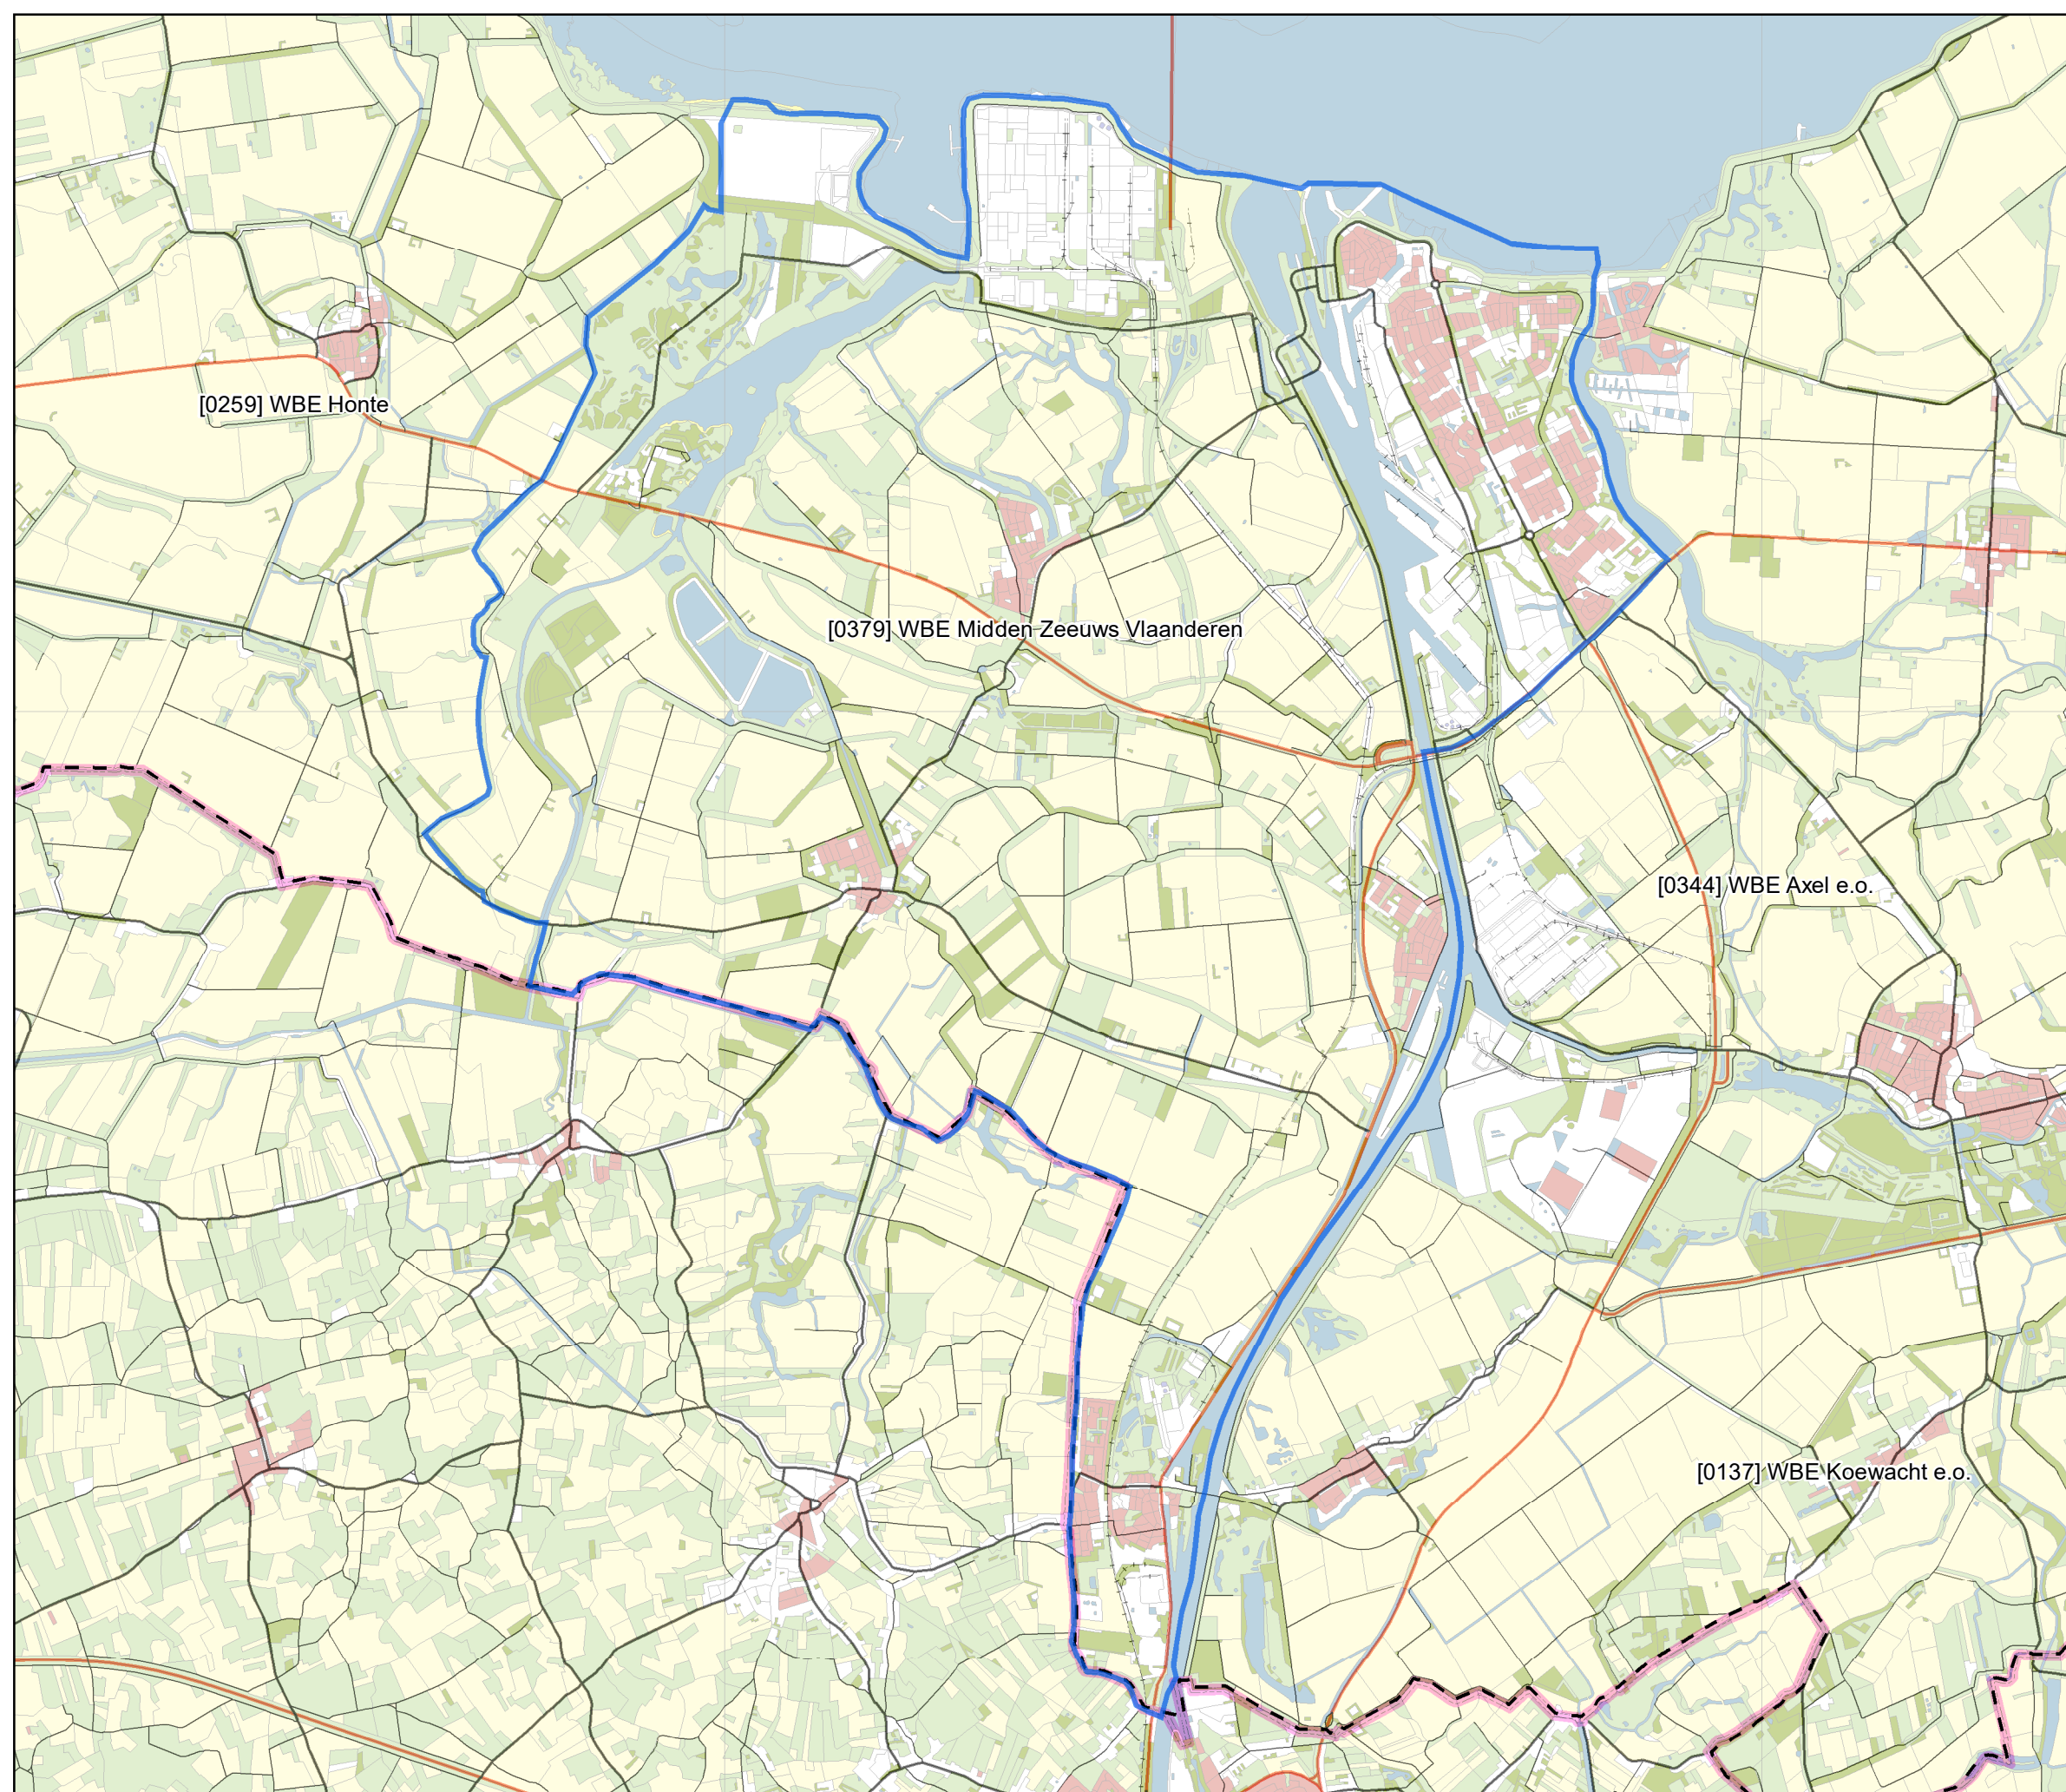 [0259] WBE Honte
[0379] WBE Midden Zeeuws Vlaanderen
[0344] WBE Axel e.o.
[0137] WBE Koewacht e.o.